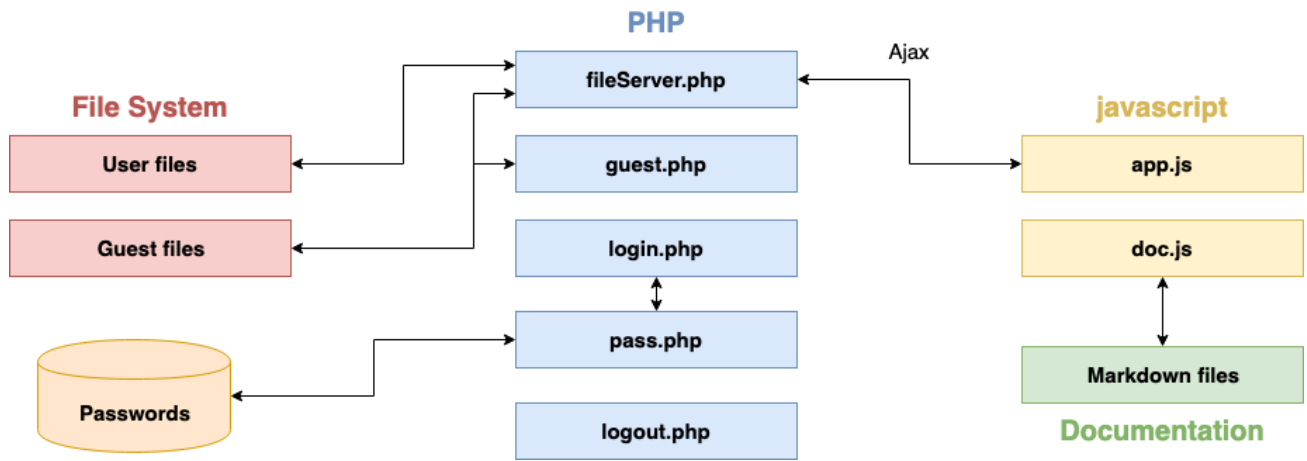 PHP
Ajax
fileServer.php
File System
javascript
User files
guest.php
app.js
Guest files
login.php
doc.js
pass.php
Markdown files
Passwords
logout.php
Documentation